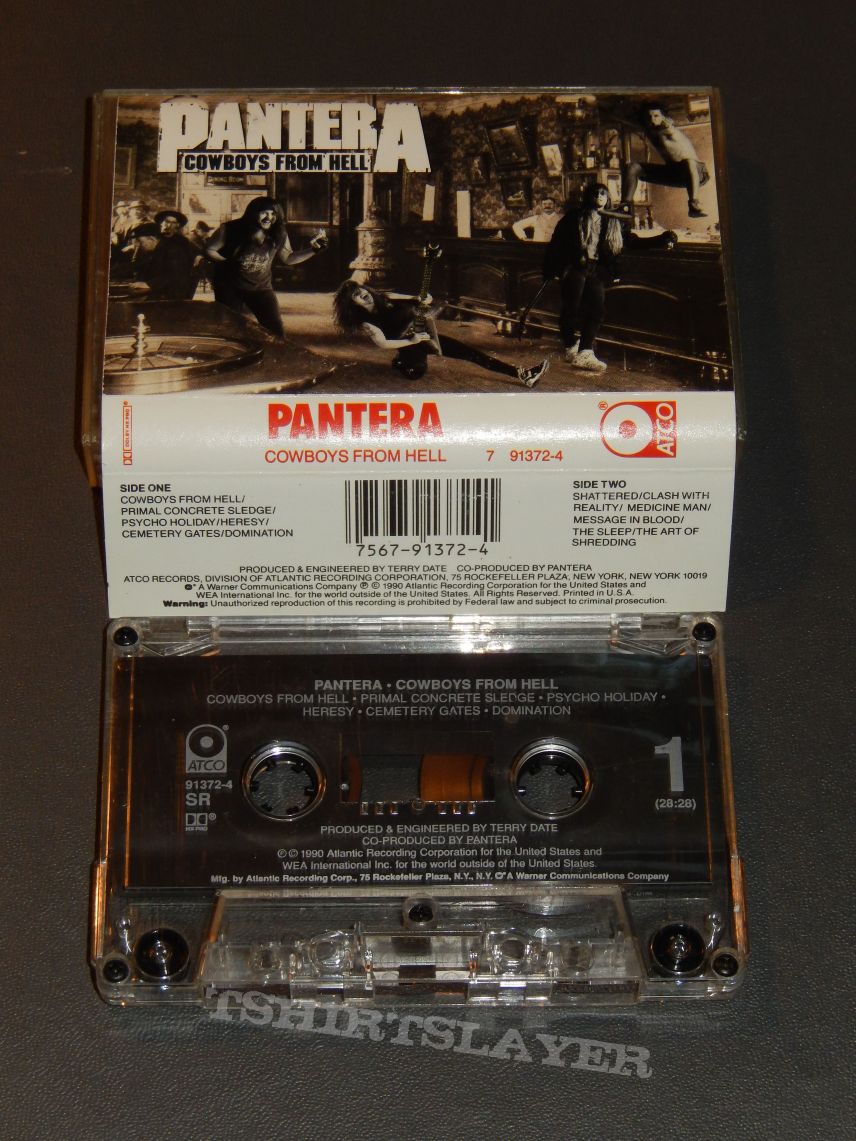 PANTERA
COWBOYS FROM HELL
DINING ROOM
DOLBY HX PRO
PANTERA
COWBOYS FROM HELL 7 91372-4
® ATCO
SIDE ONE
COWBOYS FROM HELL/
PRIMAL CONCRETE SLEDGE/
PSYCHO HOLIDAY/HERESY/
CEMETERY GATES/DOMINATION
7567-91372-4
SIDE TWO
SHATTERED/CLASH WITH
REALITY/ MEDICINE MAN/
MESSAGE IN BLOOD/
THE SLEEP/THE ART OF
SHREDDING
PRODUCED & ENGINEERED BY TERRY DATE CO-PRODUCED BY PANTERA
ATCO RECORDS, DIVISION OF ATLANTIC RECORDING CORPORATION, 75 ROCKEFELLER PLAZA, NEW YORK, NEW YORK 10019
A Warner Communications Company ℗ © 1990 Atlantic Recording Corporation for the United States and
WEA International Inc. for the world outside of the United States. All Rights Reserved. Printed in U.S.A.
Warning: Unauthorized reproduction of this recording is prohibited by Federal law and subject to criminal prosecution.
PANTERA • COWBOYS FROM HELL
COWBOYS FROM HELL • PRIMAL CONCRETE SLEDGE • PSYCHO HOLIDAY •
HERESY • CEMETERY GATES • DOMINATION
ATCO ®
91372-4
SR
HX PRO ®
1
(28:28)
PRODUCED & ENGINEERED BY TERRY DATE
CO-PRODUCED BY PANTERA
℗ © 1990 Atlantic Recording Corporation for the United States and
WEA International Inc. for the world outside of the United States.
Mfg. by Atlantic Recording Corp., 75 Rockefeller Plaza, N.Y., N.Y. A Warner Communications Company
TSHIRTSLAYER